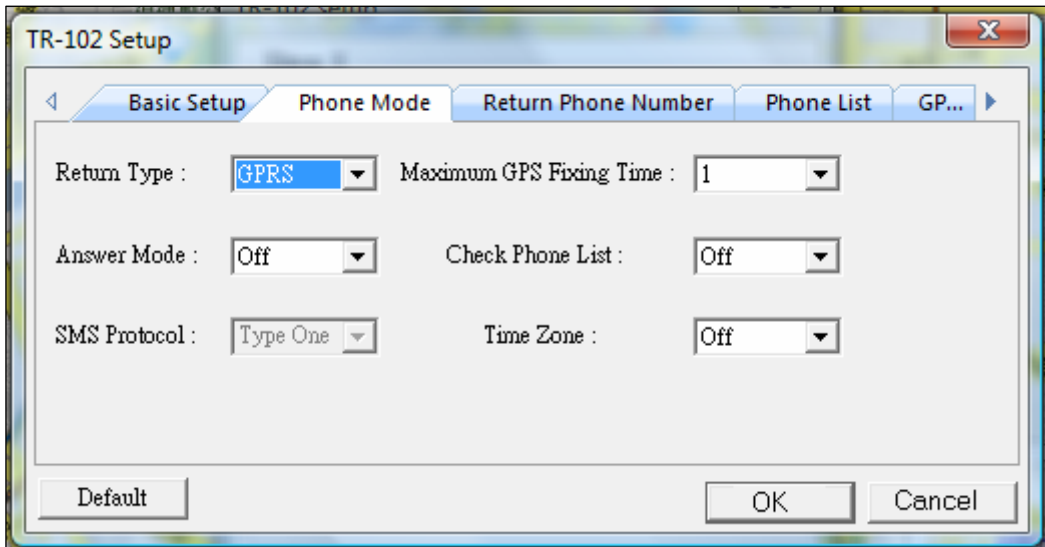 TR-102 Setup
Basic Setup Phone Mode Return Phone Number Phone List GP...
Return Type : GPRS Maximum GPS Fixing Time : 1
Answer Mode : Off Check Phone List : Off
SMS Protocol : Type One Time Zone : Off
Default OK Cancel